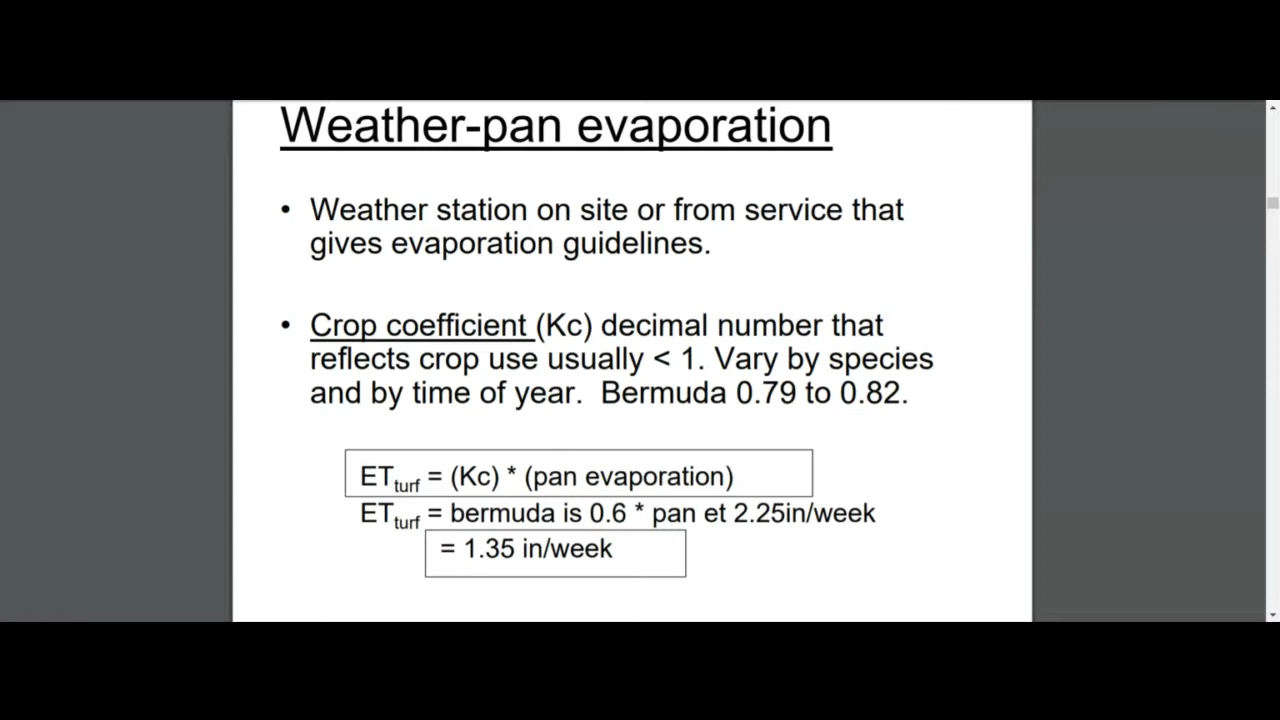 Weather-pan evaporation
• Weather station on site or from service that
gives evaporation guidelines.
• Crop coefficient (Kc) decimal number that
reflects crop use usually < 1. Vary by species
and by time of year.  Bermuda 0.79 to 0.82.
ETturf = (Kc) * (pan evaporation)
ETturf = bermuda is 0.6 * pan et 2.25in/week
= 1.35 in/week